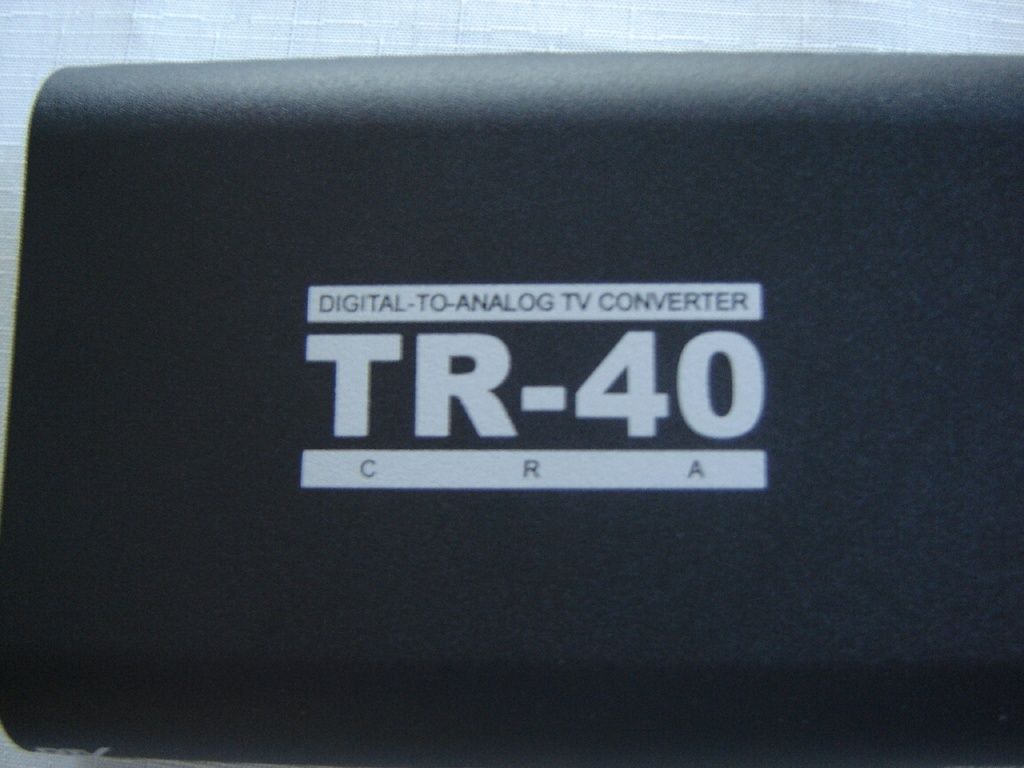 DIGITAL-TO-ANALOG TV CONVERTER
TR-40
C R A